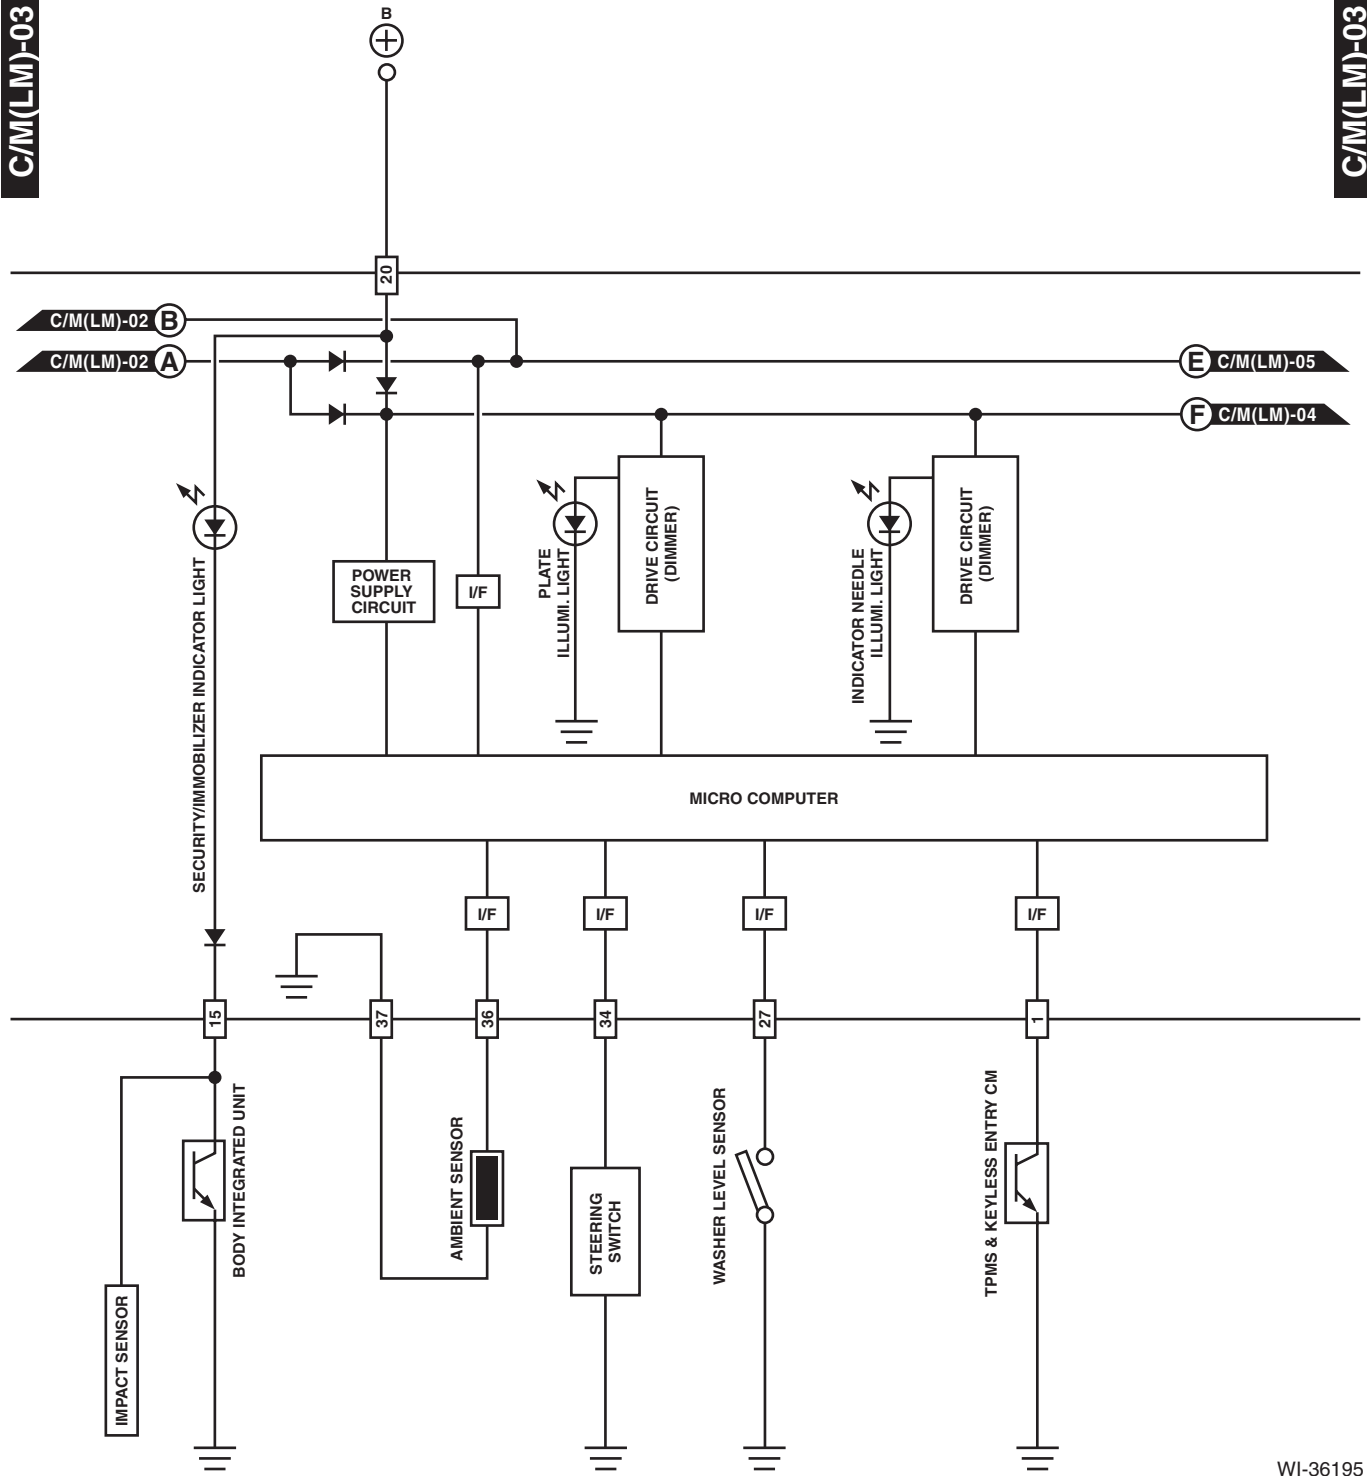 C/M(LM)-03
C/M(LM)-03
B
20
C/M(LM)-02 B
C/M(LM)-02 A
E C/M(LM)-05
F C/M(LM)-04
SECURITY/IMMOBILIZER INDICATOR LIGHT
POWER
SUPPLY
CIRCUIT
I/F
PLATE
ILLUMI. LIGHT
DRIVE CIRCUIT
(DIMMER)
INDICATOR NEEDLE
ILLUMI. LIGHT
DRIVE CIRCUIT
(DIMMER)
MICRO COMPUTER
I/F
I/F
I/F
I/F
15
37
36
34
27
1
IMPACT SENSOR
BODY INTEGRATED UNIT
AMBIENT SENSOR
STEERING
SWITCH
WASHER LEVEL SENSOR
TPMS & KEYLESS ENTRY CM
WI-36195